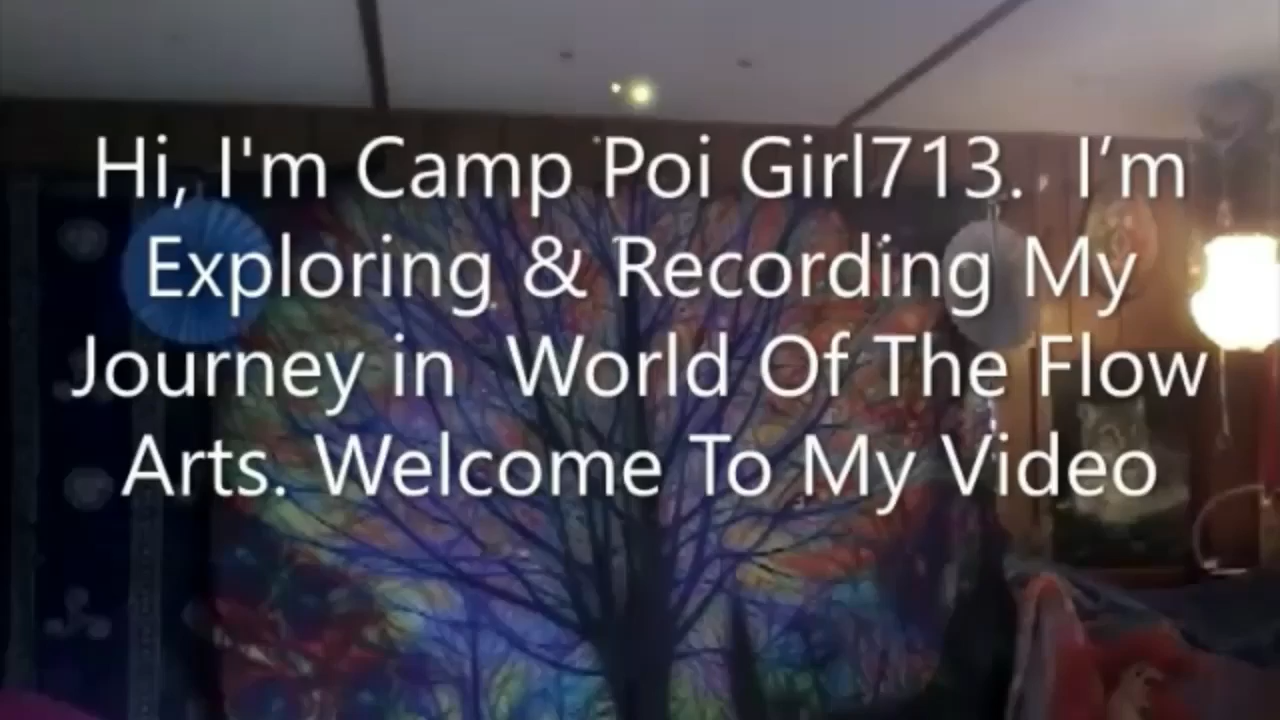 Hi, I'm Camp Poi Girl713.  I’m
Exploring & Recording My
Journey in  World Of The Flow
Arts. Welcome To My Video